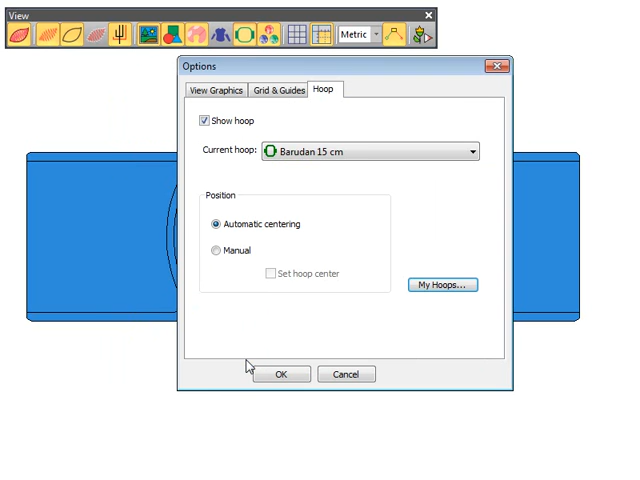 View
Metric
Options
View Graphics
Grid & Guides
Hoop
Show hoop
Current hoop: Barudan 15 cm
Position
Automatic centering
Manual
Set hoop center
My Hoops...
OK
Cancel